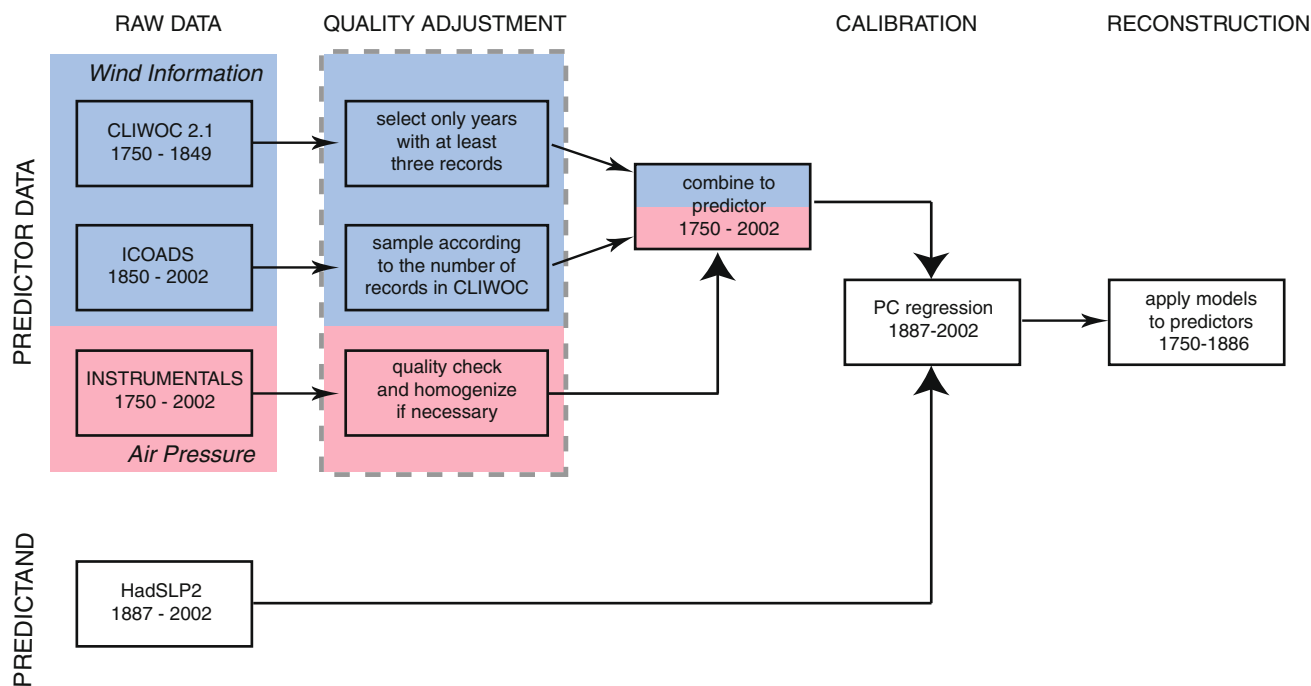 RAW DATA
QUALITY ADJUSTMENT
CALIBRATION
RECONSTRUCTION
PREDICTOR DATA
Wind Information
CLIWOC 2.1
1750 - 1849
select only years
with at least
three records
ICOADS
1850 - 2002
sample according
to the number of
records in CLIWOC
INSTRUMENTALS
1750 - 2002
Air Pressure
quality check
and homogenize
if necessary
combine to
predictor
1750 - 2002
PC regression
1887-2002
apply models
to predictors
1750-1886
PREDICTAND
HadSLP2
1887 - 2002